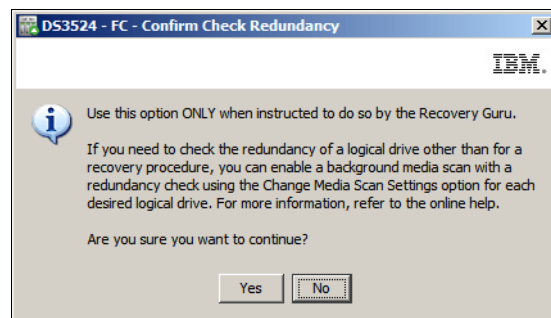 DS3524 - FC - Confirm Check Redundancy
IBM.
Use this option ONLY when instructed to do so by the Recovery Guru.
If you need to check the redundancy of a logical drive other than for a
recovery procedure, you can enable a background media scan with a
redundancy check using the Change Media Scan Settings option for each
desired logical drive. For more information, refer to the online help.
Are you sure you want to continue?
Yes No